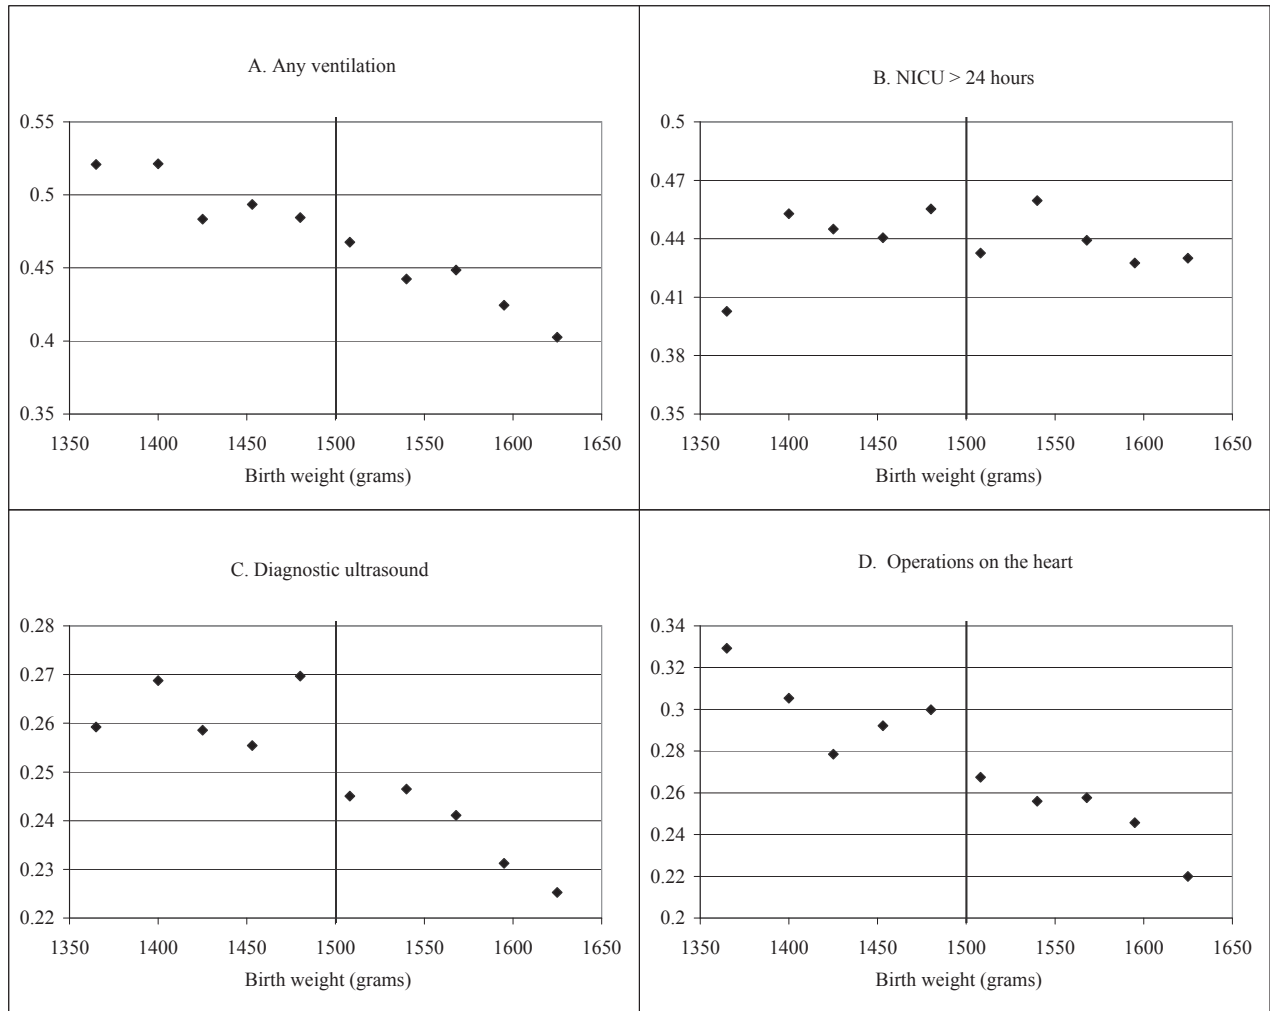 A. Any ventilation
0.55
0.5
0.45
0.4
0.35
1350 1400 1450 1500 1550 1600 1650
Birth weight (grams)
B. NICU > 24 hours
0.5
0.47
0.44
0.41
0.38
0.35
1350 1400 1450 1500 1550 1600 1650
Birth weight (grams)
C. Diagnostic ultrasound
0.28
0.27
0.26
0.25
0.24
0.23
0.22
1350 1400 1450 1500 1550 1600 1650
Birth weight (grams)
D. Operations on the heart
0.34
0.32
0.3
0.28
0.26
0.24
0.22
0.2
1350 1400 1450 1500 1550 1600 1650
Birth weight (grams)